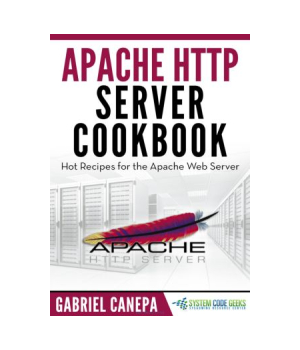 APACHE HTTP
SERVER
COOKBOOK
Hot Recipes for the Apache Web Server
APACHE
HTTP SERVER
GABRIEL CANEPA
SYSTEM CODE GEEKS